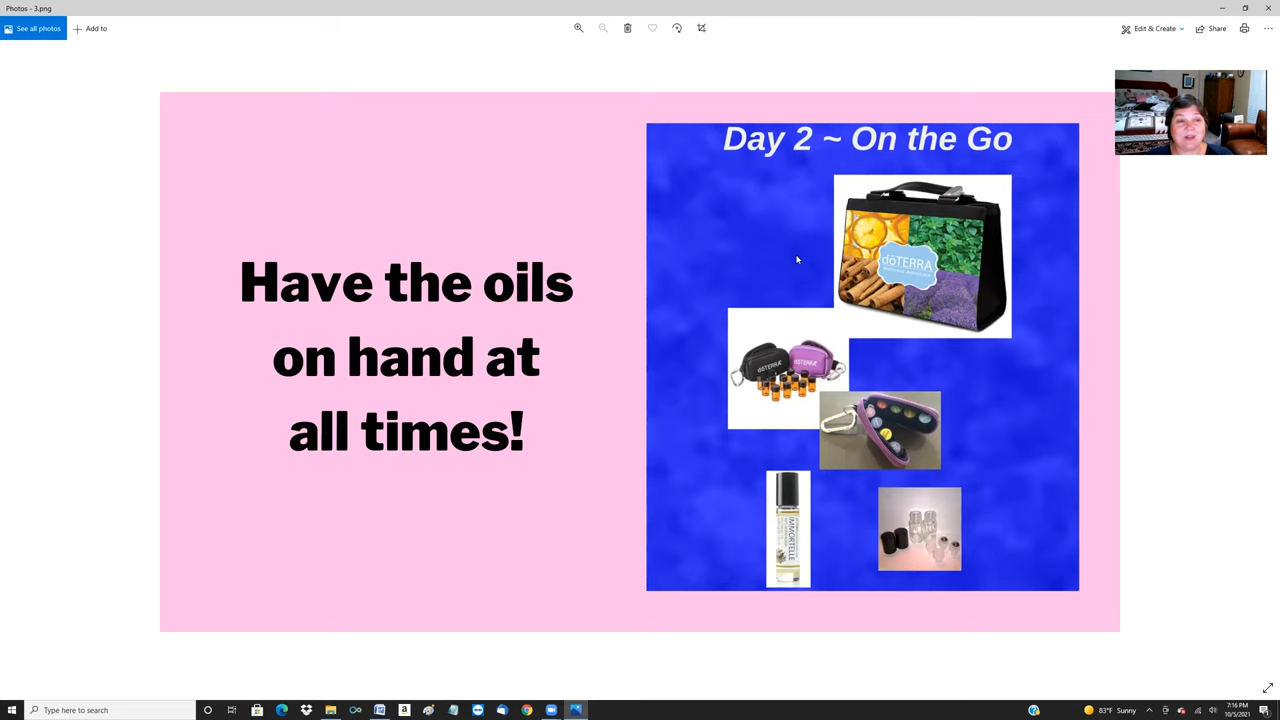 Photos - 3.png
See all photos
Add to
Edit & Create
Share
Day 2 ~ On the Go
Have the oils
on hand at
all times!
dōTERRA
dōTERRA
dōTERRA
IMMORTELLE
Type here to search
83°F Sunny
7:16 PM
10/5/2021